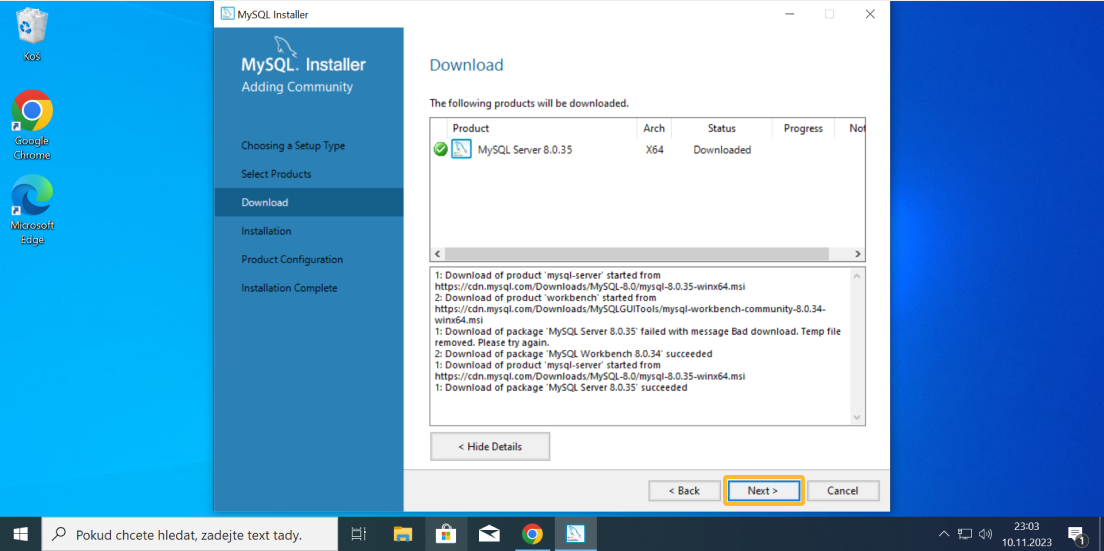 MySQL Installer
Koš
Google
Chrome
Microsoft
Edge
MySQL. Installer
Adding Community
Choosing a Setup Type
Select Products
Download
Installation
Product Configuration
Installation Complete
Download
The following products will be downloaded.
Product Arch Status Progress Not
MySQL Server 8.0.35 X64 Downloaded
1: Download of product 'mysql-server' started from
https://cdn.mysql.com/Downloads/MySQL-8.0/mysql-8.0.35-winx64.msi
2: Download of product 'workbench' started from
https://cdn.mysql.com/Downloads/MySQLGUITools/mysql-workbench-community-8.0.34-
winx64.msi
1: Download of package 'MySQL Server 8.0.35' failed with message Bad download. Temp file
removed. Please try again.
2: Download of package 'MySQL Workbench 8.0.34' succeeded
1: Download of product 'mysql-server' started from
https://cdn.mysql.com/Downloads/MySQL-8.0/mysql-8.0.35-winx64.msi
1: Download of package 'MySQL Server 8.0.35' succeeded
< Hide Details
< Back Next > Cancel
Pokud chcete hledat, zadejte text tady.
23:03
10.11.2023
1